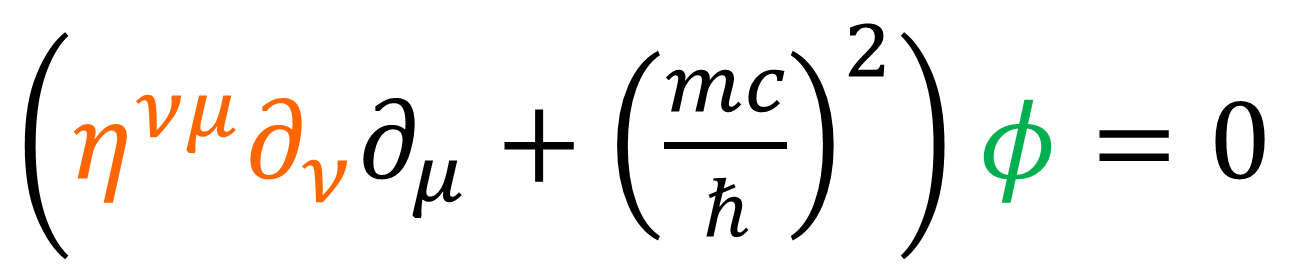 (η^{νμ}∂_ν∂_μ + (mc/ħ)^2)ϕ = 0